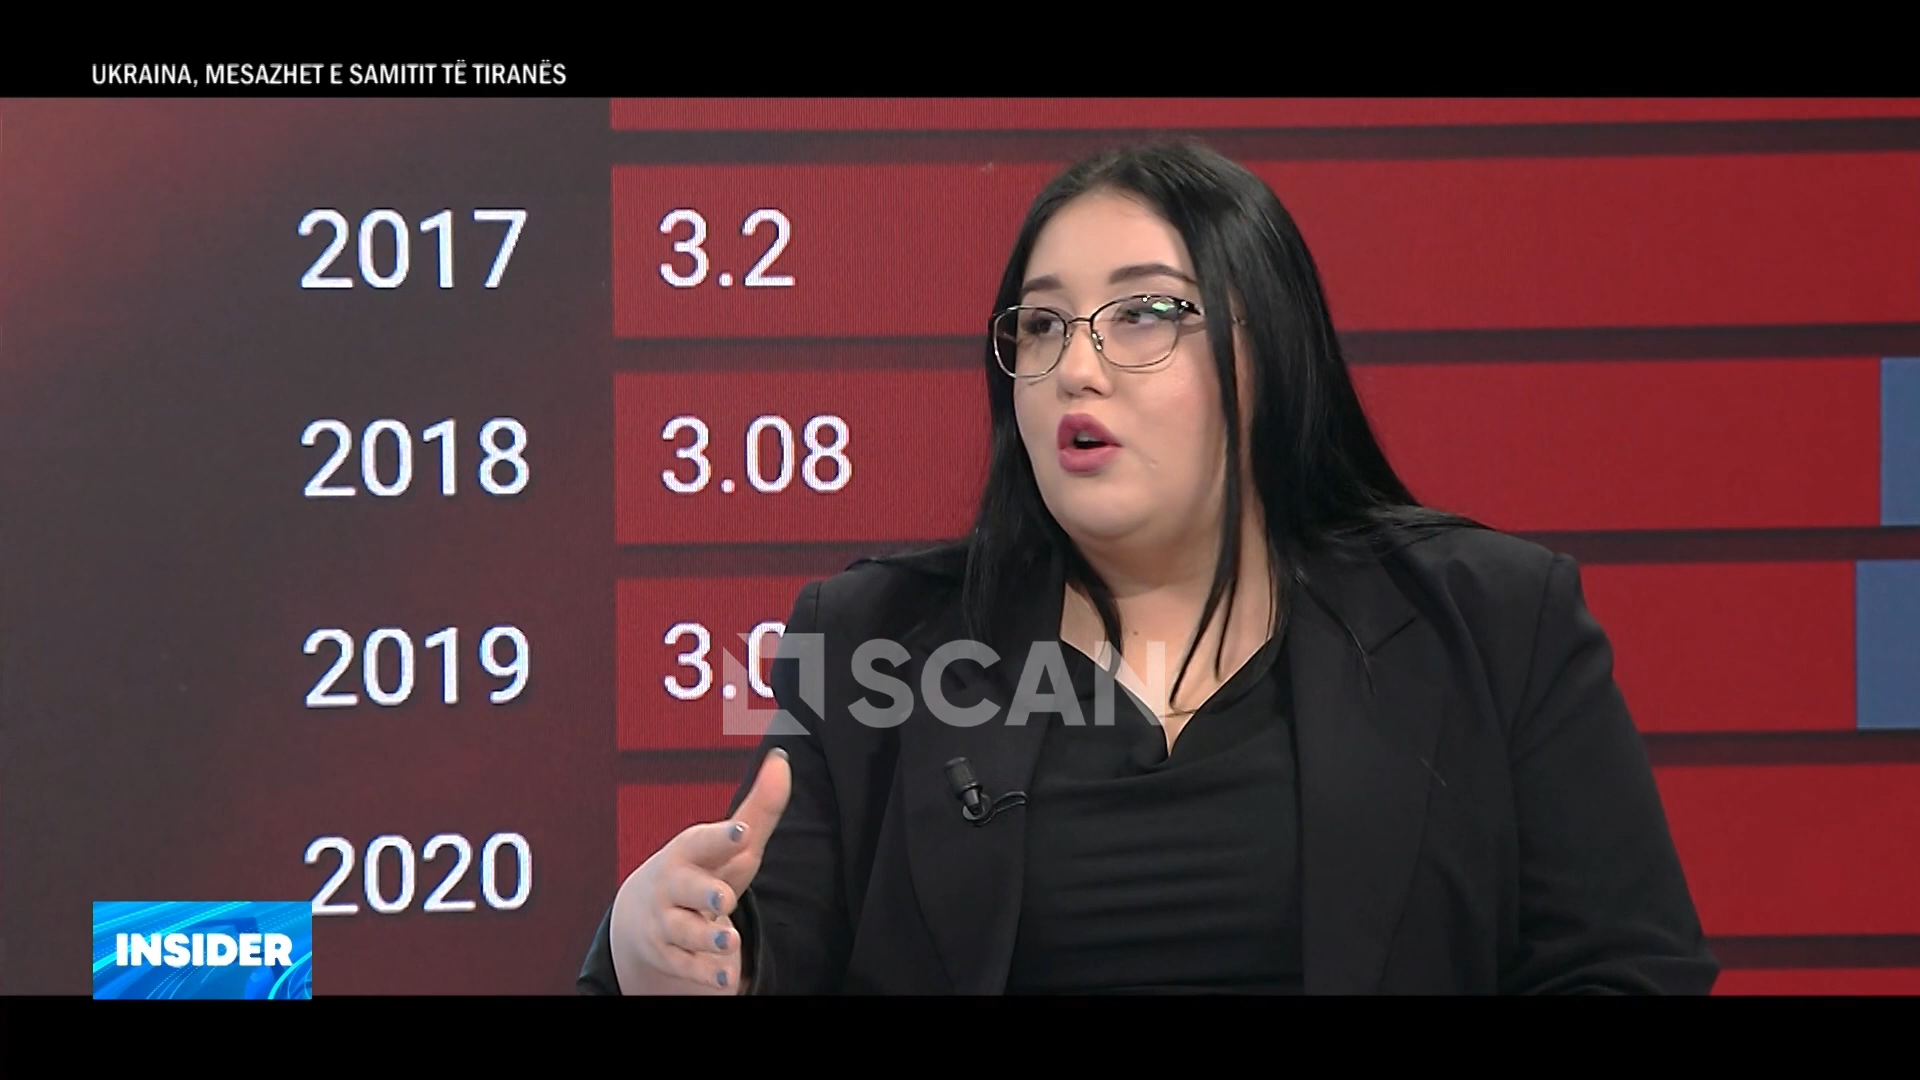 UKRAINA, MESAZHET E SAMITIT TË TIRANËS
2017 3.2
2018 3.08
2019
SCAN
2020
INSIDER